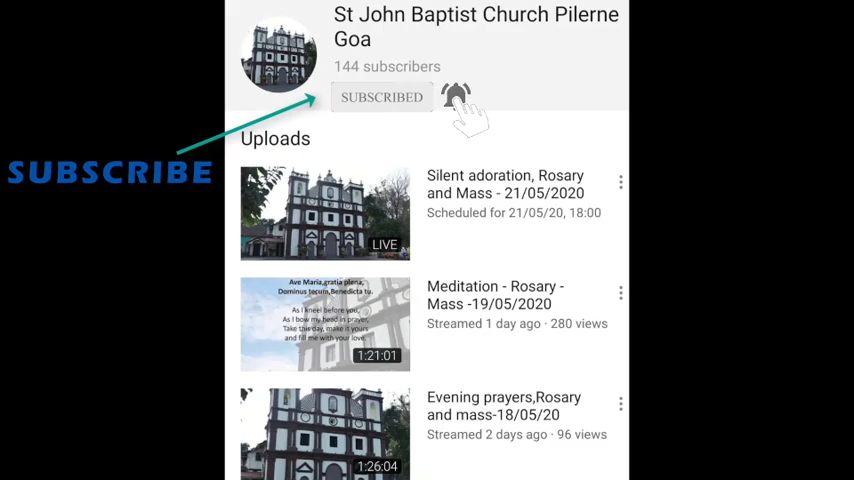 St John Baptist Church Pilerne
Goa
144 subscribers
SUBSCRIBED
SUBSCRIBE
Uploads
Silent adoration, Rosary
and Mass - 21/05/2020
Scheduled for 21/05/20, 18:00
LIVE
Ave Maria,gratia plena,
Dominus tecum,Benedicta tu.
As I kneel before you,
As I bow my head in prayer,
Take this day, make it yours
and fill me with your love.
1:21:01
Meditation - Rosary -
Mass -19/05/2020
Streamed 1 day ago · 280 views
Evening prayers,Rosary
and mass-18/05/20
Streamed 2 days ago · 96 views
1:26:04